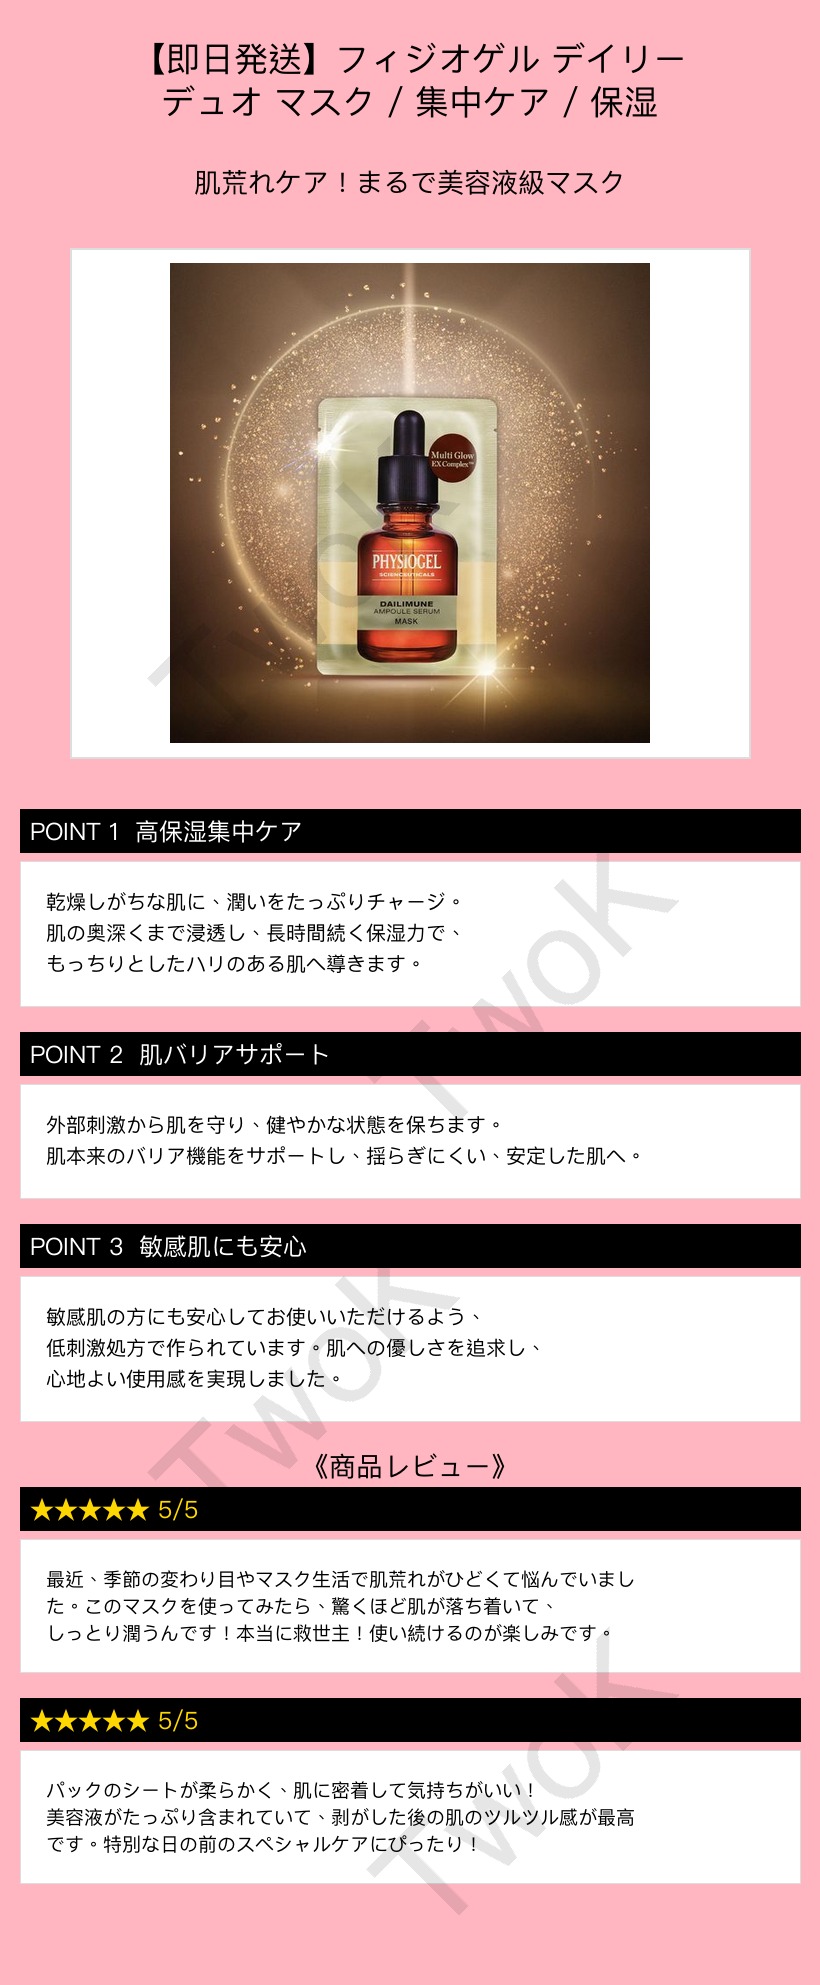 【即日発送】フィジオゲル デイリー
デュオ マスク / 集中ケア / 保湿
肌荒れケア！まるで美容液級マスク
Multi Glow
EX Complex™
PHYSIOGEL
SCIENCEUTICALS
DAILIMUNE
AMPOULE SERUM
MASK
POINT 1 高保湿集中ケア
乾燥しがちな肌に、潤いをたっぷりチャージ。
肌の奥深くまで浸透し、長時間続く保湿力で、
もっちりとしたハリのある肌へ導きます。
POINT 2 肌バリアサポート
外部刺激から肌を守り、健やかな状態を保ちます。
肌本来のバリア機能をサポートし、揺らぎにくい、安定した肌へ。
POINT 3 敏感肌にも安心
敏感肌の方にも安心してお使いいただけるよう、
低刺激処方で作られています。肌への優しさを追求し、
心地よい使用感を実現しました。
《商品レビュー》
★★★★★ 5/5
最近、季節の変わり目やマスク生活で肌荒れがひどくて悩んでいまし
た。このマスクを使ってみたら、驚くほど肌が落ち着いて、
しっとり潤うんです！本当に救世主！使い続けるのが楽しみです。
★★★★★ 5/5
パックのシートが柔らかく、肌に密着して気持ちがいい！
美容液がたっぷり含まれていて、剥がした後の肌のツルツル感が最高
です。特別な日の前のスペシャルケアにぴったり！
TwoK
TwoK
TwoK
TwoK